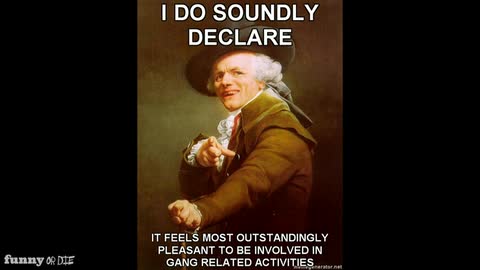 I DO SOUNDLY
DECLARE
IT FEELS MOST OUTSTANDINGLY
PLEASANT TO BE INVOLVED IN
GANG RELATED ACTIVITIES
funny OR DIE